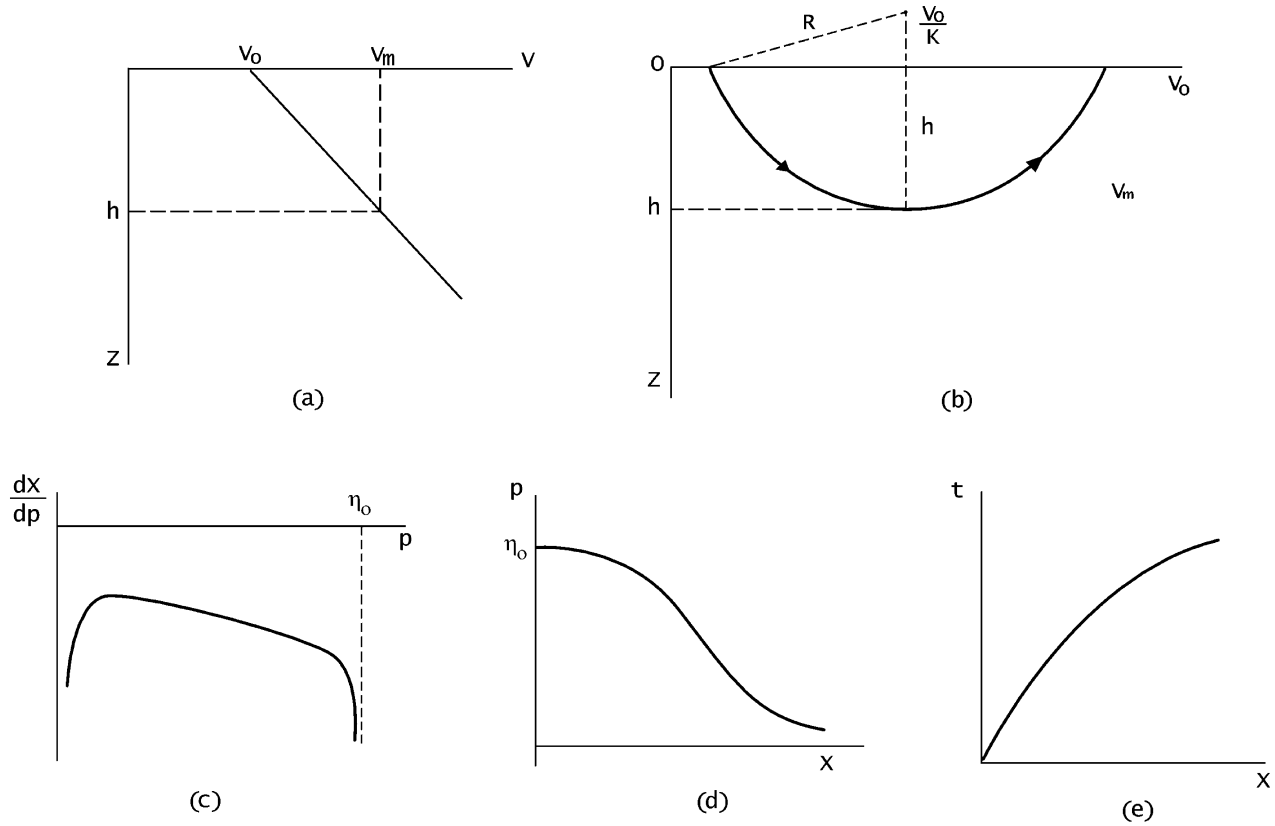 V₀ Vₘ V
h
Z
(a)
R V₀/K
O V₀
h
h Vₘ
Z
(b)
dX/dp η₀ p
(c)
p
η₀
X
(d)
t
X
(e)